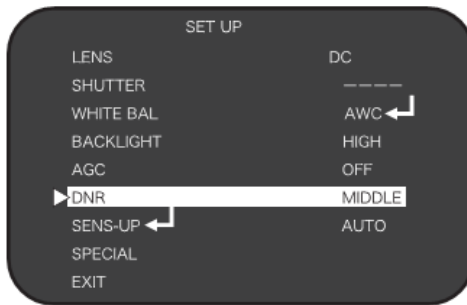 SET UP
LENS DC
SHUTTER ----
WHITE BAL AWC
BACKLIGHT HIGH
AGC OFF
DNR MIDDLE
SENS-UP AUTO
SPECIAL
EXIT